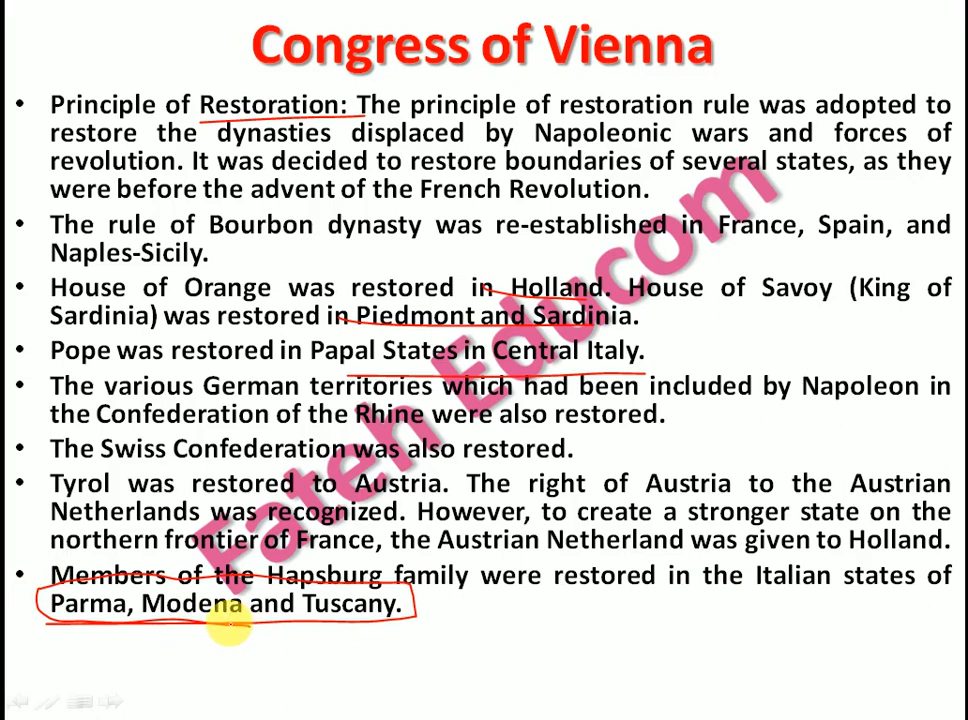 Congress of Vienna
• Principle of Restoration: The principle of restoration rule was adopted to
restore the dynasties displaced by Napoleonic wars and forces of
revolution. It was decided to restore boundaries of several states, as they
were before the advent of the French Revolution.
• The rule of Bourbon dynasty was re-established in France, Spain, and
Naples-Sicily.
• House of Orange was restored in Holland. House of Savoy (King of
Sardinia) was restored in Piedmont and Sardinia.
• Pope was restored in Papal States in Central Italy.
• The various German territories which had been included by Napoleon in
the Confederation of the Rhine were also restored.
• The Swiss Confederation was also restored.
• Tyrol was restored to Austria. The right of Austria to the Austrian
Netherlands was recognized. However, to create a stronger state on the
northern frontier of France, the Austrian Netherland was given to Holland.
• Members of the Hapsburg family were restored in the Italian states of
Parma, Modena and Tuscany.
Fateh Educom